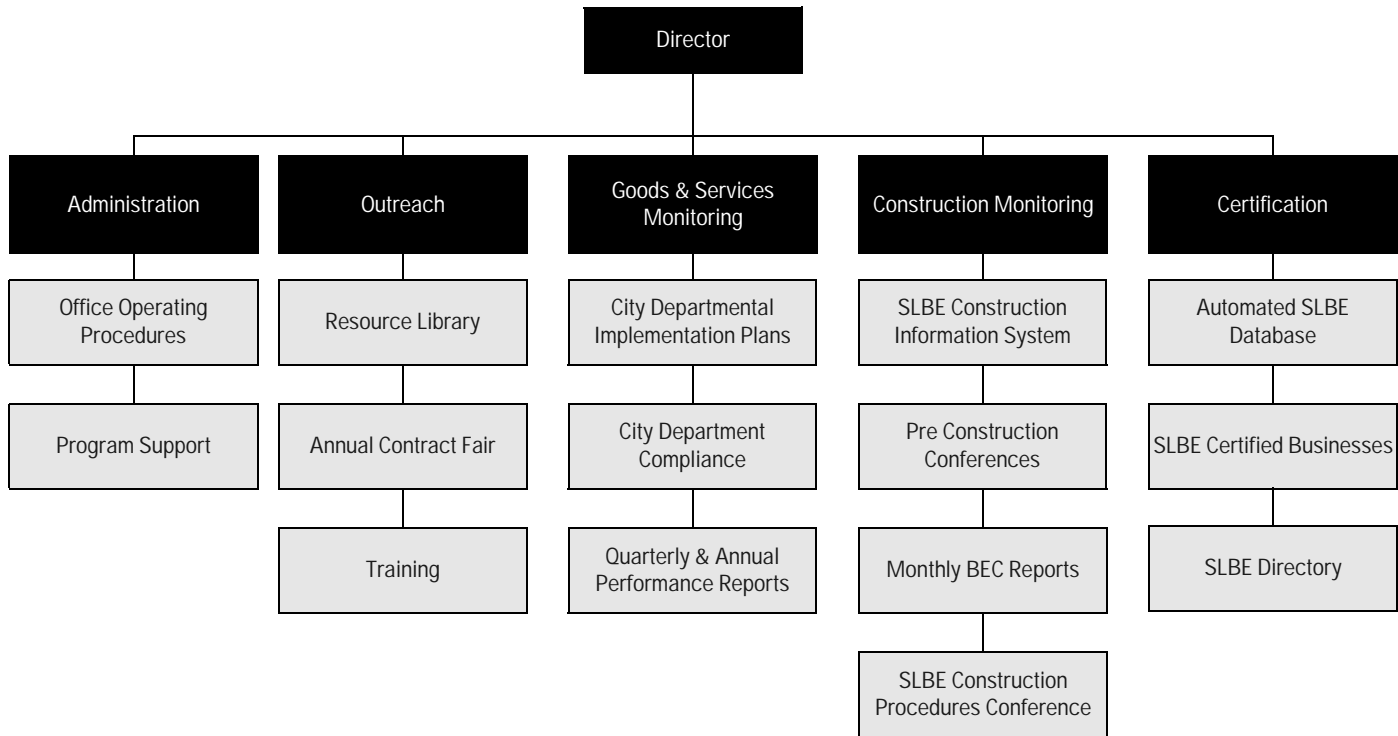 Director
Administration
Outreach
Goods & Services
Monitoring
Construction Monitoring
Certification
Office Operating
Procedures
Program Support
Resource Library
Annual Contract Fair
Training
City Departmental
Implementation Plans
City Department
Compliance
Quarterly & Annual
Performance Reports
SLBE Construction
Information System
Pre Construction
Conferences
Monthly BEC Reports
SLBE Construction
Procedures Conference
Automated SLBE
Database
SLBE Certified Businesses
SLBE Directory